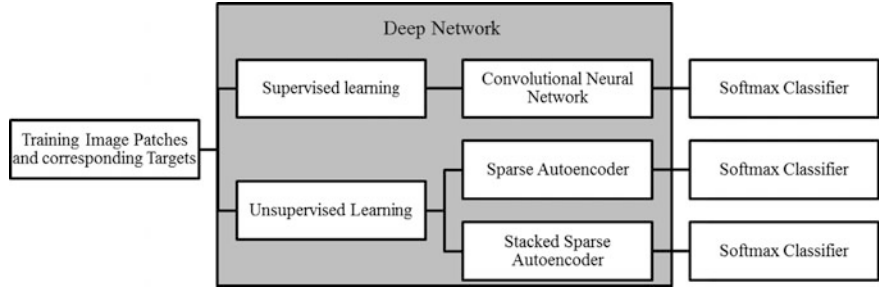 Deep Network
Supervised learning
Convolutional Neural
Network
Softmax Classifier
Training Image Patches
and corresponding Targets
Sparse Autoencoder
Softmax Classifier
Unsupervised Learning
Stacked Sparse
Autoencoder
Softmax Classifier